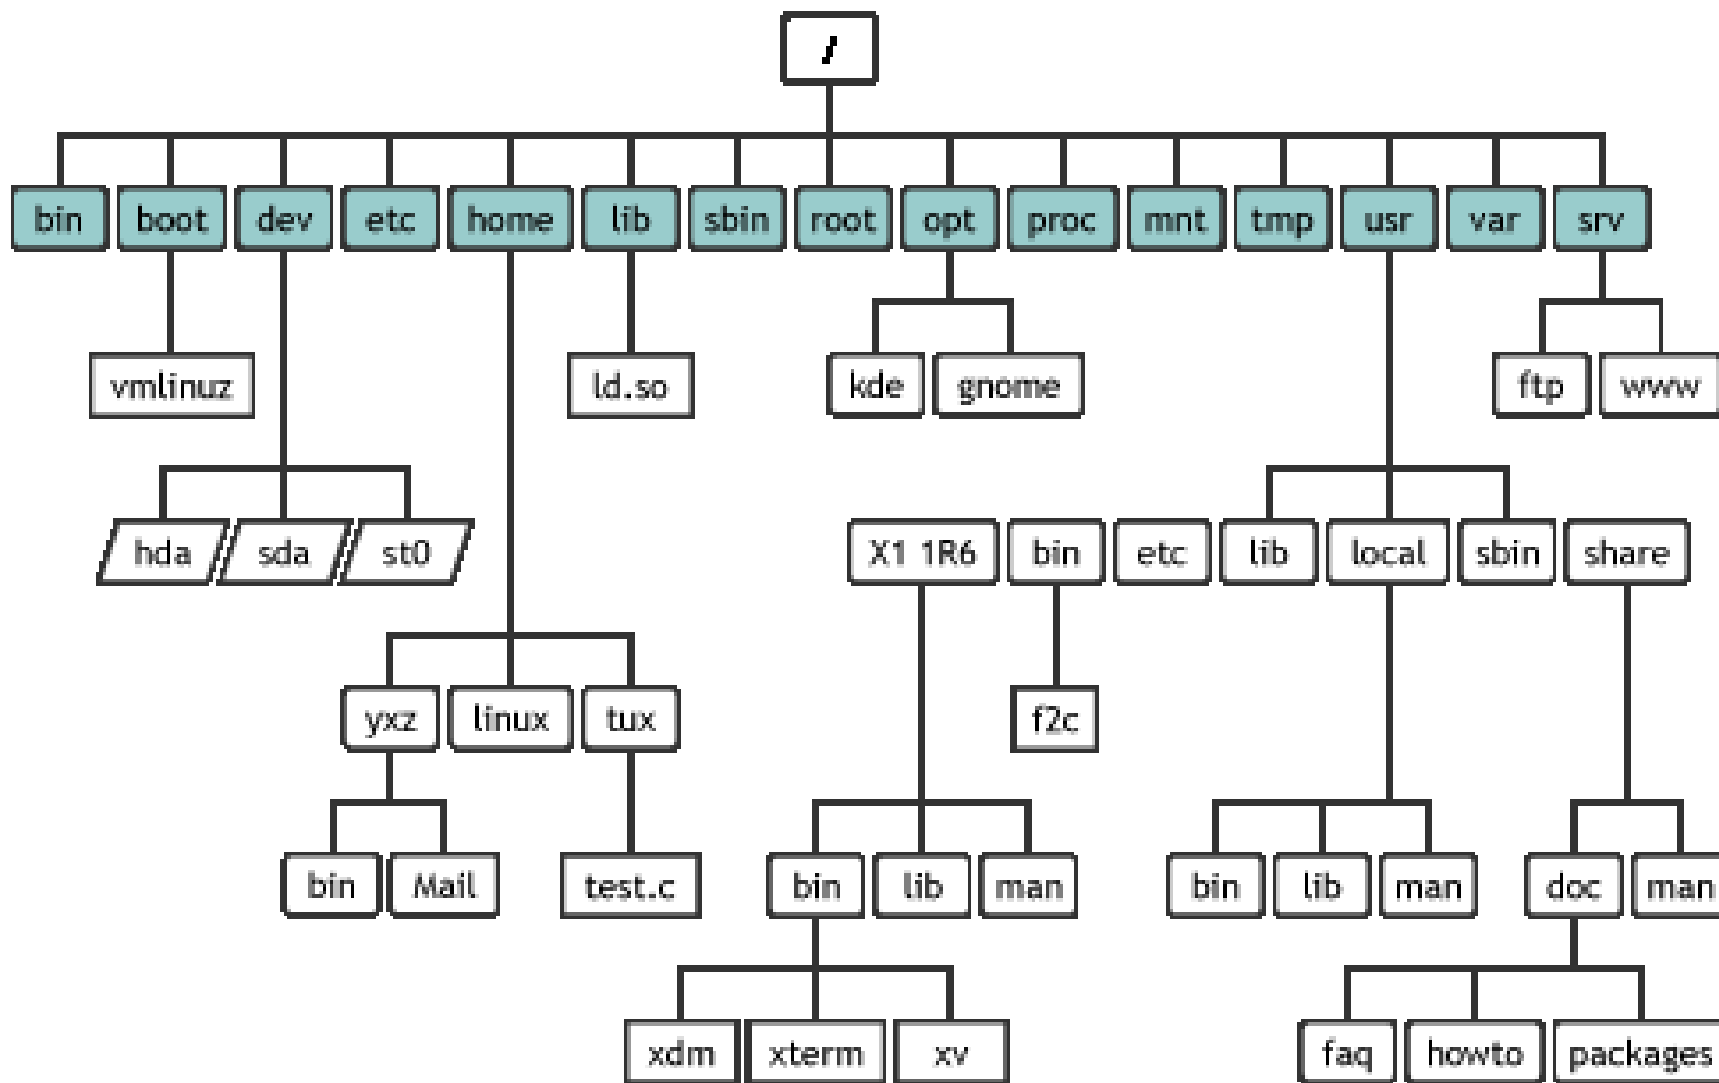 /
bin boot dev etc home lib sbin root opt proc mnt tmp usr var srv
vmlinuz ld.so kde gnome ftp www
hda sda st0 X1 1R6 bin etc lib local sbin share
yxz linux tux f2c
bin Mail test.c bin lib man bin lib man doc man
xdm xterm xv faq howto packages